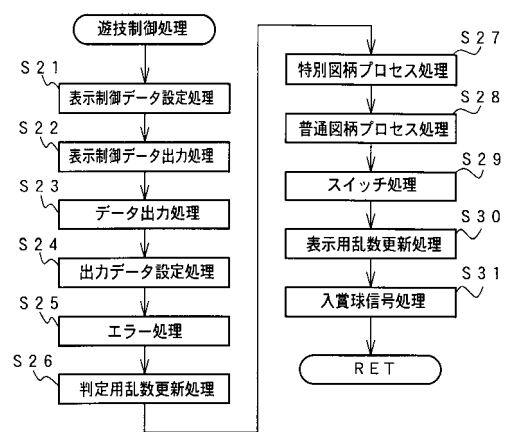 遊技制御処理
S21
表示制御データ設定処理
S22
表示制御データ出力処理
S23
データ出力処理
S24
出力データ設定処理
S25
エラー処理
S26
判定用乱数更新処理
S27
特別図柄プロセス処理
S28
普通図柄プロセス処理
S29
スイッチ処理
S30
表示用乱数更新処理
S31
入賞球信号処理
RET